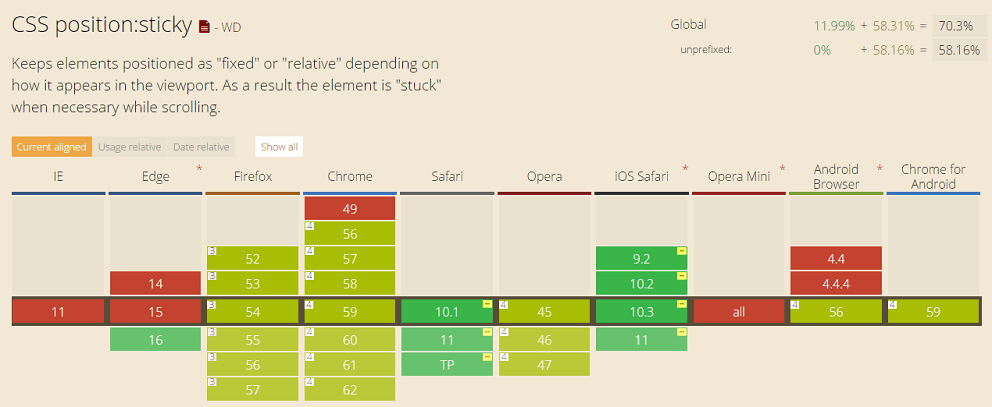 CSS position:sticky - WD
Global 11.99% + 58.31% = 70.3%
unprefixed: 0% + 58.16% = 58.16%
Keeps elements positioned as "fixed" or "relative" depending on
how it appears in the viewport. As a result the element is "stuck"
when necessary while scrolling.
Current aligned Usage relative Date relative Show all
IE Edge * Firefox Chrome Safari Opera iOS Safari * Opera Mini * Android Browser * Chrome for Android
49
4 56
3 52 4 57 9.2 - 4.4
14 3 53 4 58 10.2 - 4.4.4
11 15 3 54 4 59 10.1 - 4 45 10.3 - all 4 56 4 59
16 3 55 4 60 11 - 4 46 11 -
3 56 4 61 TP - 4 47
3 57 4 62